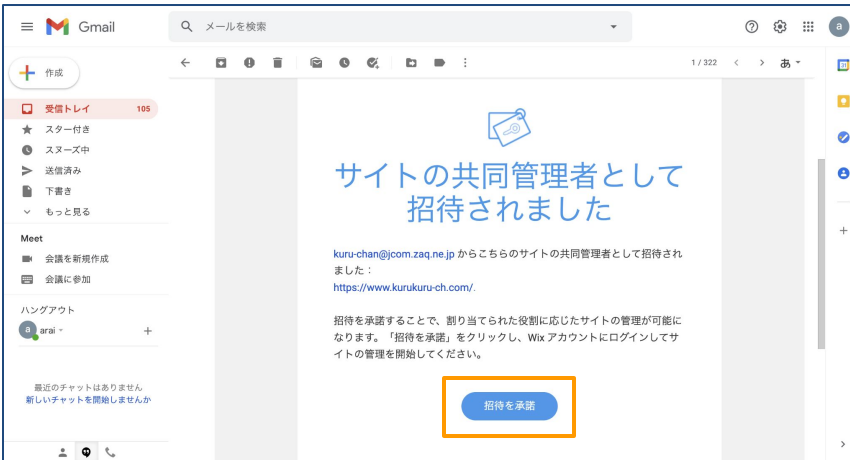 Gmail
メールを検索
a
作成
1 / 322
あ
31
受信トレイ 105
スター付き
スヌーズ中
送信済み
下書き
もっと見る
Meet
会議を新規作成
会議に参加
ハングアウト
a arai
最近のチャットはありません
新しいチャットを開始しませんか
サイトの共同管理者として
招待されました
kuru-chan@jcom.zaq.ne.jp からこちらのサイトの共同管理者として招待され
ました：
https://www.kurukuru-ch.com/.
招待を承諾することで、割り当てられた役割に応じたサイトの管理が可能に
なります。「招待を承諾」をクリックし、Wix アカウントにログインしてサ
イトの管理を開始してください。
招待を承諾